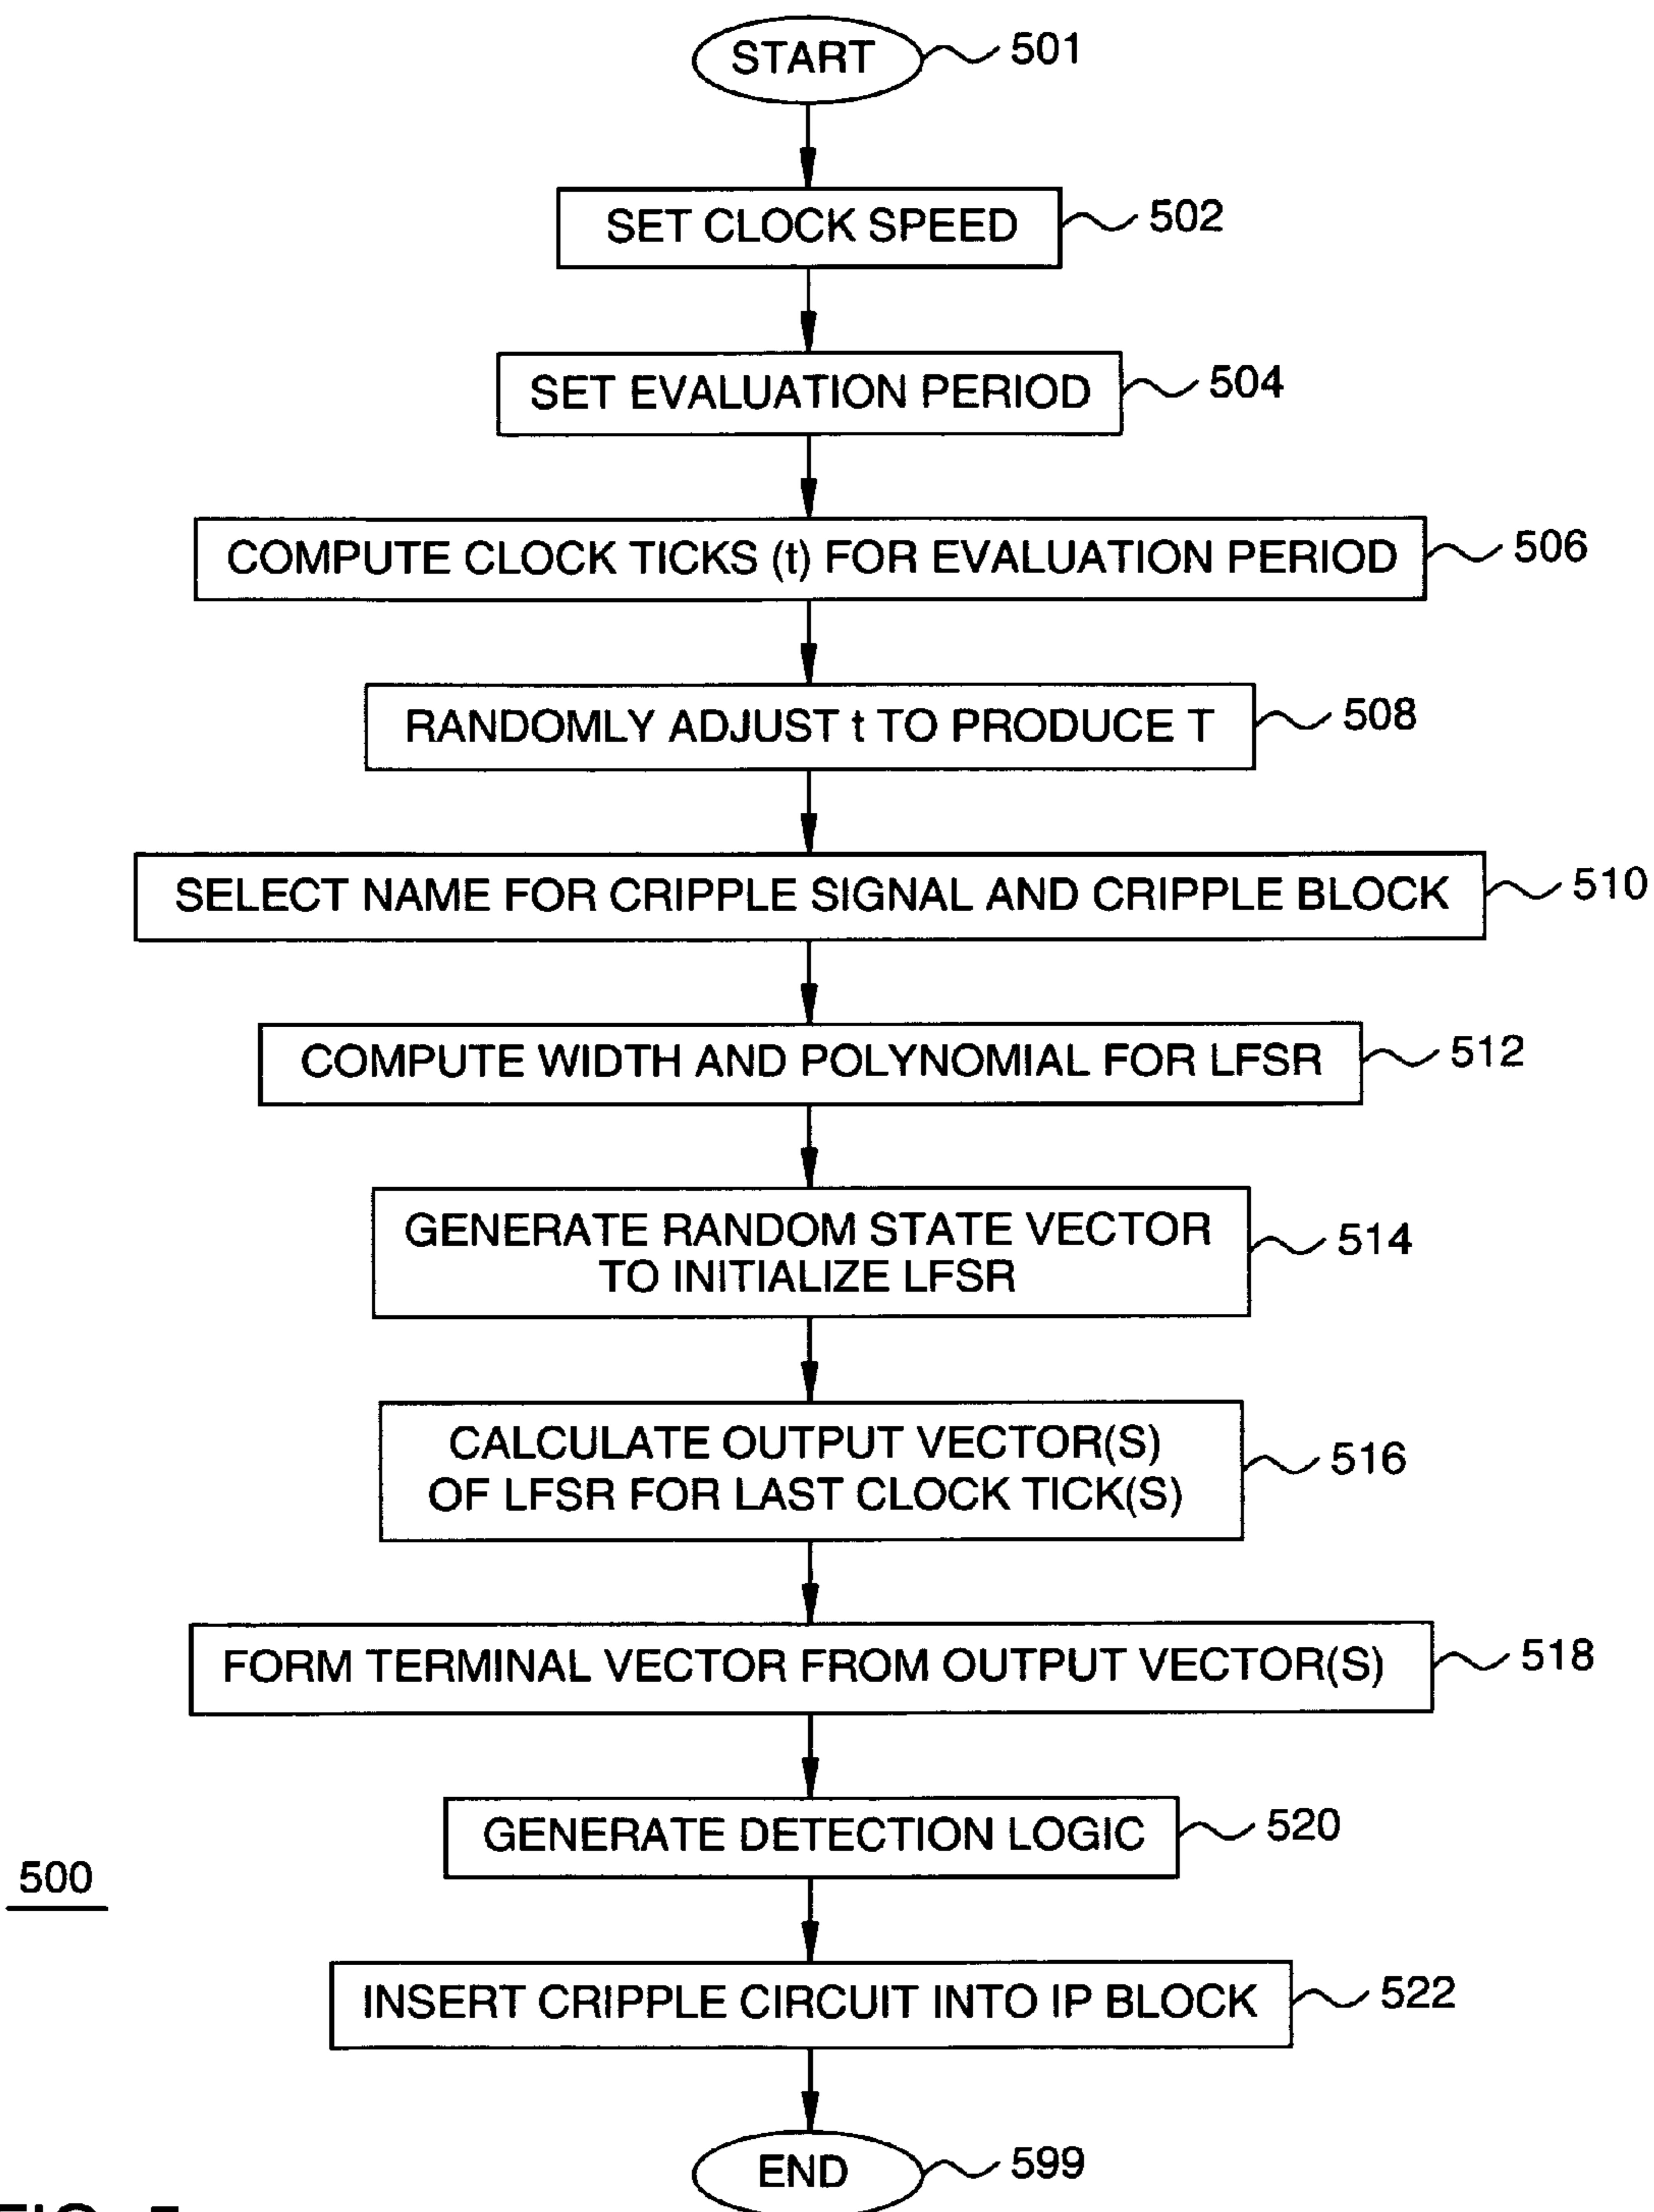 START 501
SET CLOCK SPEED 502
SET EVALUATION PERIOD 504
COMPUTE CLOCK TICKS (t) FOR EVALUATION PERIOD 506
RANDOMLY ADJUST t TO PRODUCE T 508
SELECT NAME FOR CRIPPLE SIGNAL AND CRIPPLE BLOCK 510
COMPUTE WIDTH AND POLYNOMIAL FOR LFSR 512
GENERATE RANDOM STATE VECTOR
TO INITIALIZE LFSR
514
CALCULATE OUTPUT VECTOR(S)
OF LFSR FOR LAST CLOCK TICK(S)
516
FORM TERMINAL VECTOR FROM OUTPUT VECTOR(S) 518
GENERATE DETECTION LOGIC 520
500
INSERT CRIPPLE CIRCUIT INTO IP BLOCK 522
END 599